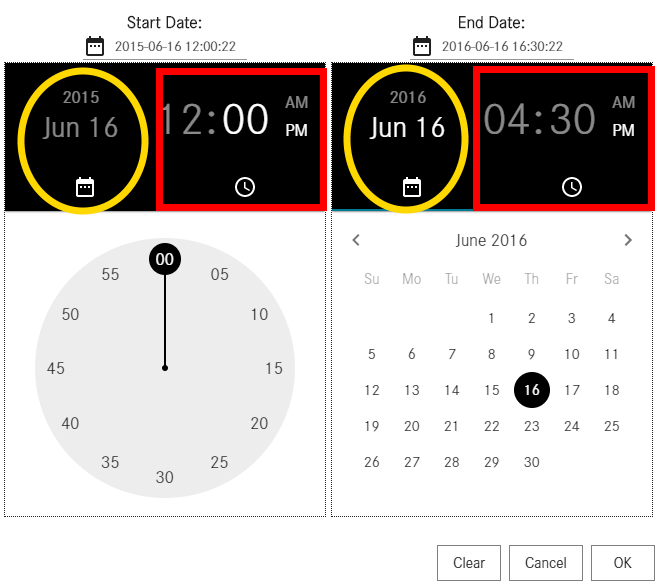 Start Date:
2015-06-16 12:00:22
2015
Jun 16
12:00
AM
PM
00
05
10
15
20
25
30
35
40
45
50
55
End Date:
2016-06-16 16:30:22
2016
Jun 16
04:30
AM
PM
June 2016
Su Mo Tu We Th Fr Sa
1 2 3 4
5 6 7 8 9 10 11
12 13 14 15 16 17 18
19 20 21 22 23 24 25
26 27 28 29 30
Clear Cancel OK